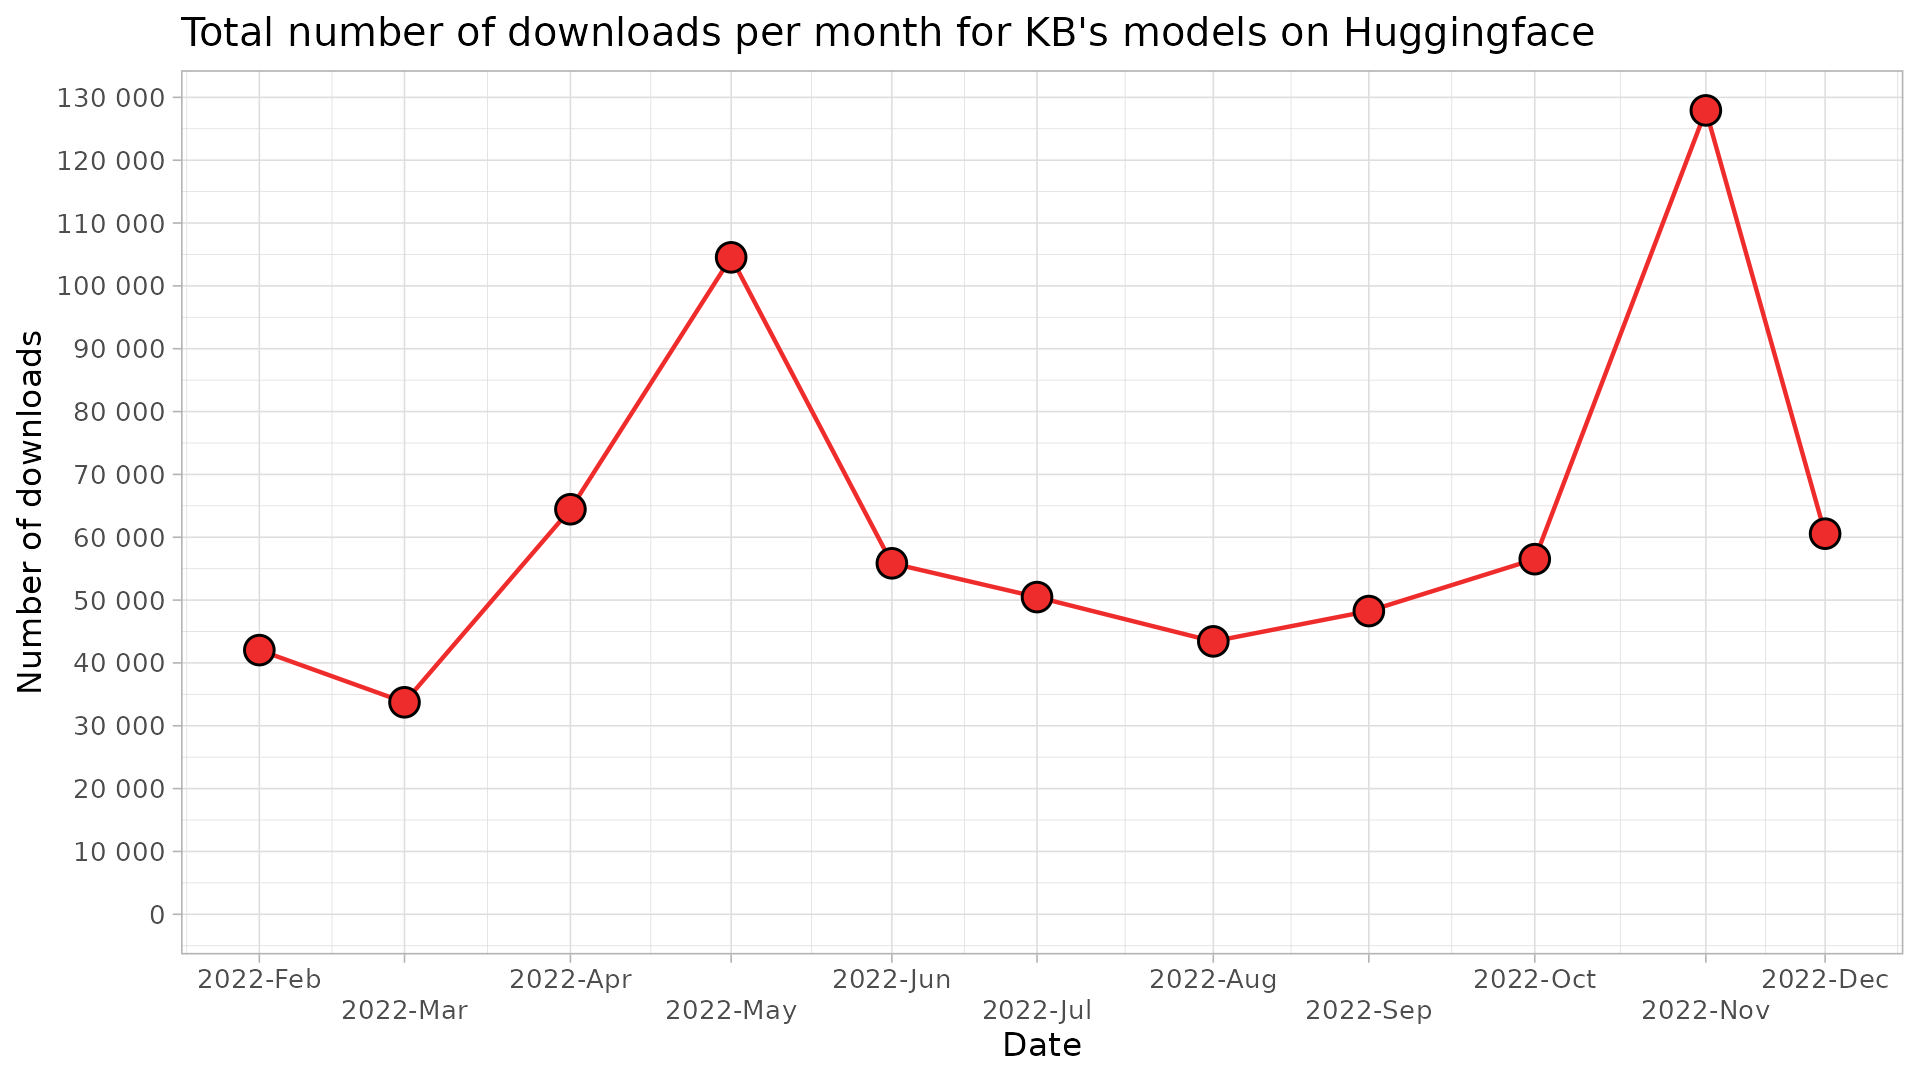 Total number of downloads per month for KB's models on Huggingface
Number of downloads
130 000
120 000
110 000
100 000
90 000
80 000
70 000
60 000
50 000
40 000
30 000
20 000
10 000
0
2022-Feb
2022-Mar
2022-Apr
2022-May
2022-Jun
2022-Jul
2022-Aug
2022-Sep
2022-Oct
2022-Nov
2022-Dec
Date